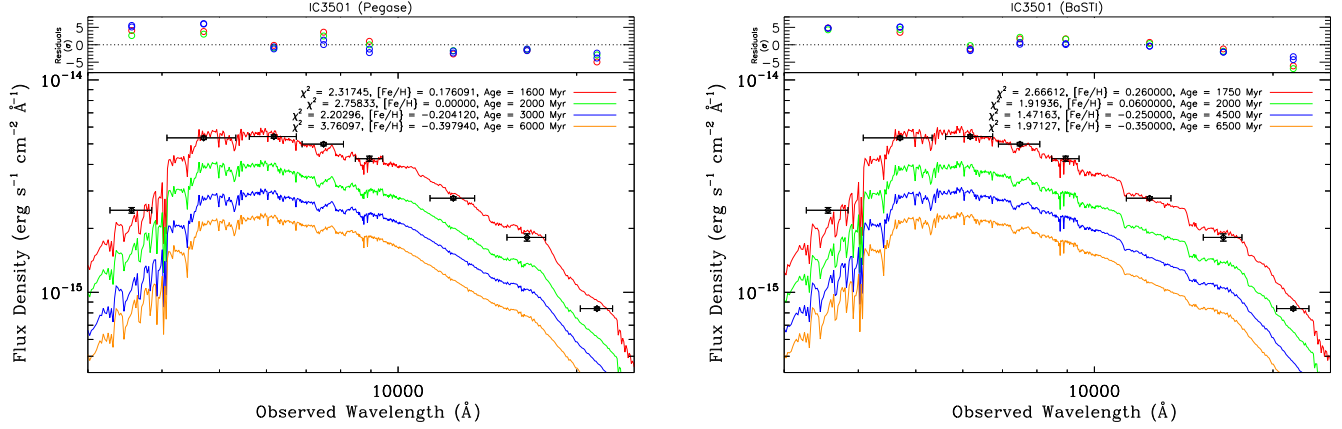 IC3501 (Pegase)
Residuals
(σ)
5
0
−5
10⁻¹⁴
χ² = 2.31745, [Fe/H] = 0.176091, Age = 1600 Myr
χ² = 2.75833, [Fe/H] = 0.00000, Age = 2000 Myr
χ² = 2.20296, [Fe/H] = −0.204120, Age = 3000 Myr
χ² = 3.76097, [Fe/H] = −0.397940, Age = 6000 Myr
Flux Density (erg s⁻¹ cm⁻² Å⁻¹)
10⁻¹⁵
10000
Observed Wavelength (Å)
IC3501 (BaSTI)
Residuals
(σ)
5
0
−5
10⁻¹⁴
χ² = 2.66612, [Fe/H] = 0.260000, Age = 1750 Myr
χ² = 1.91936, [Fe/H] = 0.0600000, Age = 2000 Myr
χ² = 1.47163, [Fe/H] = −0.250000, Age = 4500 Myr
χ² = 1.97127, [Fe/H] = −0.350000, Age = 6500 Myr
Flux Density (erg s⁻¹ cm⁻² Å⁻¹)
10⁻¹⁵
10000
Observed Wavelength (Å)